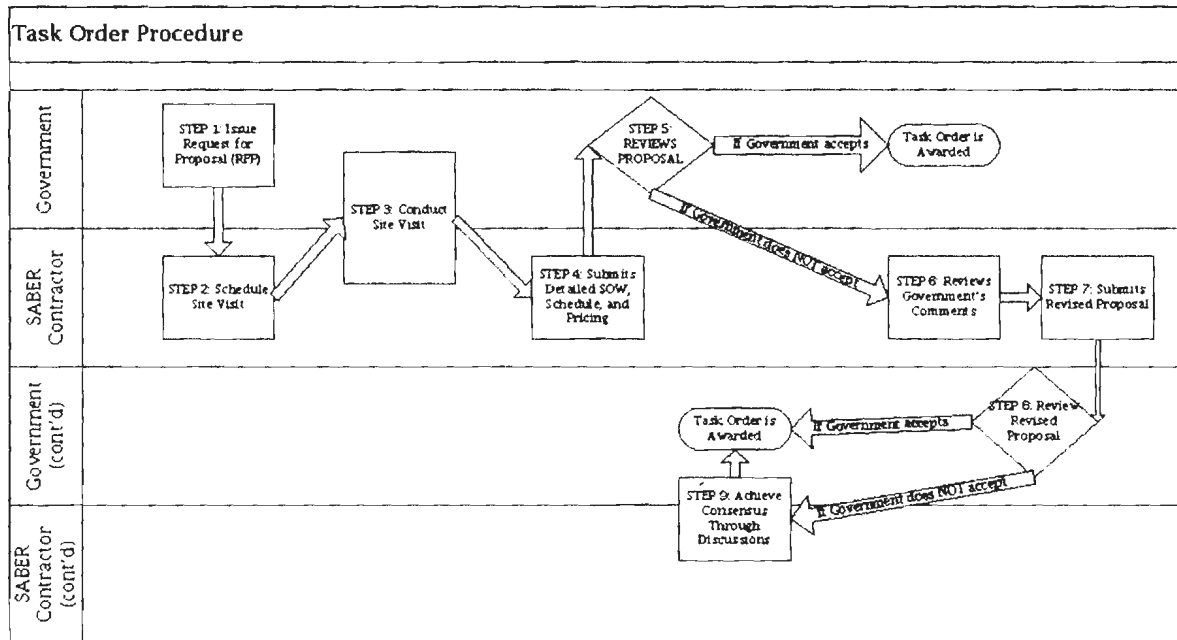 Task Order Procedure
Government
STEP 1: Issue
Request for
Proposal (RFP)
STEP 3: Conduct
Site Visit
STEP 5:
REVIEWS
PROPOSAL
If Government accepts
Task Order is
Awarded
If Government does NOT accept
SABER
Contractor
STEP 2: Schedule
Site Visit
STEP 4: Submits
Detailed SOW,
Schedule, and
Pricing
STEP 6: Reviews
Government's
Comments
STEP 7: Submits
Revised Proposal
Government
(cont'd)
Task Order is
Awarded
If Government accepts
STEP 8: Review
Revised
Proposal
If Government does NOT accept
STEP 9: Achieve
Consensus
Through
Discussions
SABER
Contractor
(cont'd)